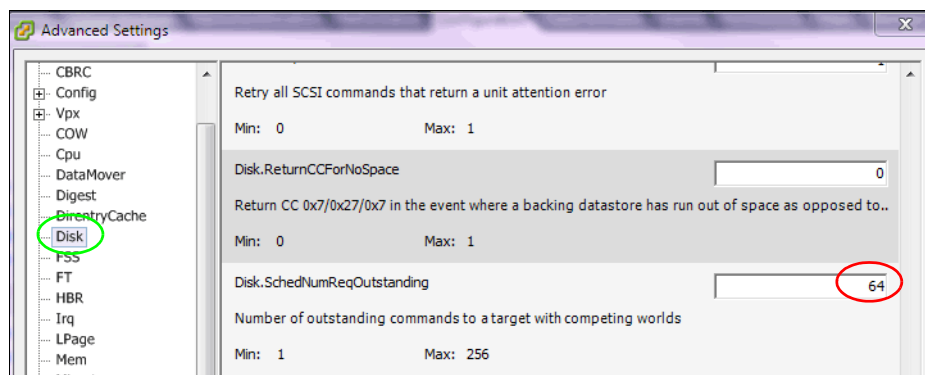 Advanced Settings
CBRC
Config
Vpx
COW
Cpu
DataMover
Digest
DirentryCache
Disk
FSS
FT
HBR
Irq
LPage
Mem
Retry all SCSI commands that return a unit attention error
Min: 0 Max: 1
Disk.ReturnCCForNoSpace 0
Return CC 0x7/0x27/0x7 in the event where a backing datastore has run out of space as opposed to..
Min: 0 Max: 1
Disk.SchedNumReqOutstanding 64
Number of outstanding commands to a target with competing worlds
Min: 1 Max: 256